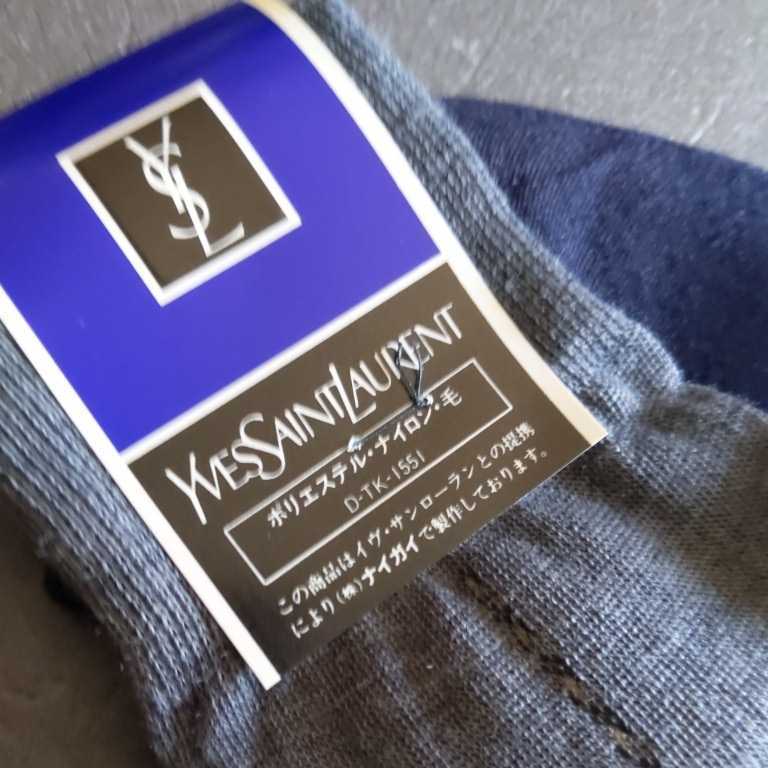 YSL
YVES SAINT LAURENT
ポリエステル・ナイロン・毛
D-TK-1551
この商品はイヴ・サンローランとの提携
により(株)ナイガイで製作しております。